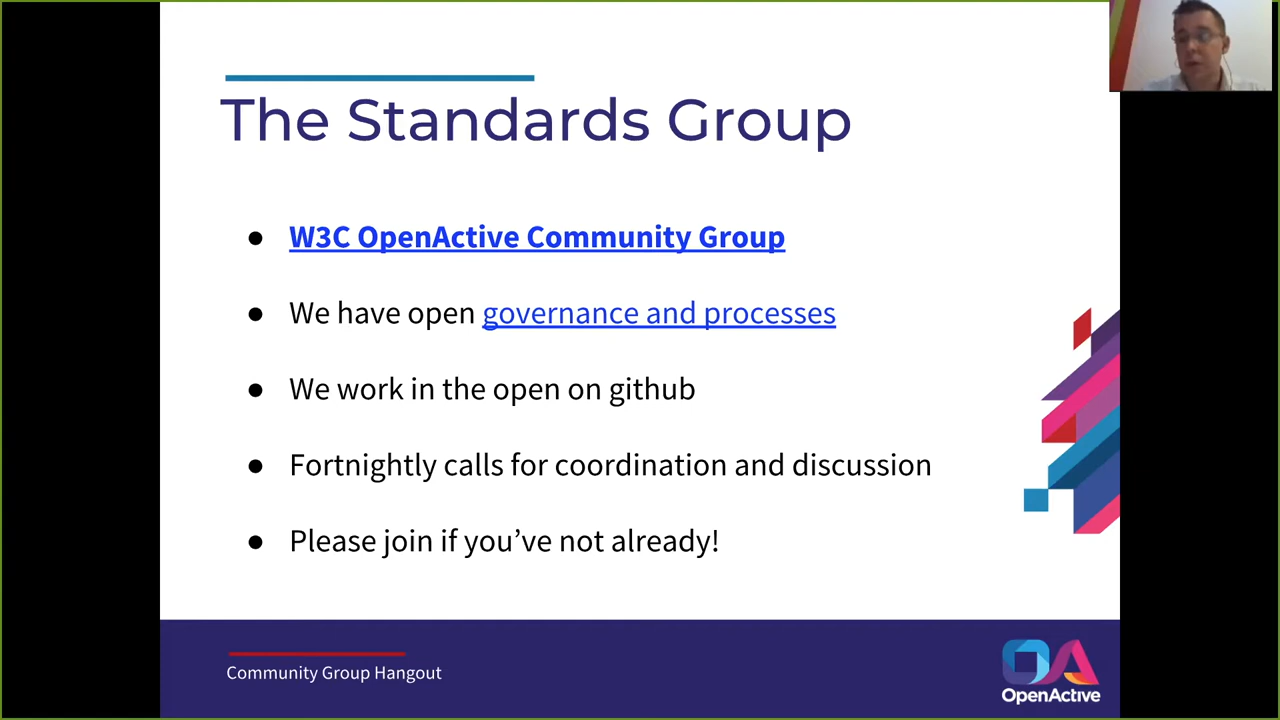 The Standards Group
● W3C OpenActive Community Group
● We have open governance and processes
● We work in the open on github
● Fortnightly calls for coordination and discussion
● Please join if you’ve not already!
Community Group Hangout
OA
OpenActive